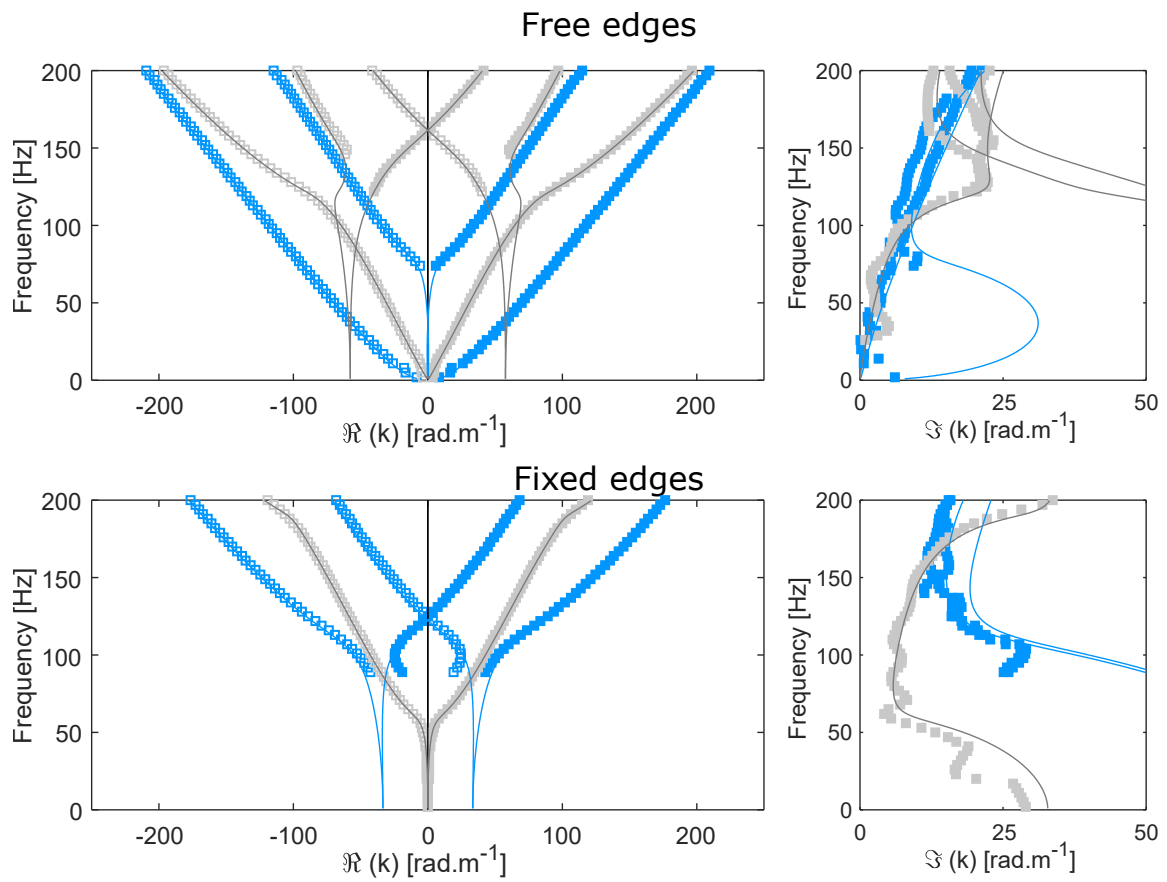 Free edges
200
150
100
50
0
Frequency [Hz]
-200 -100 0 100 200
ℜ (k) [rad.m⁻¹]
200
150
100
50
0
Frequency [Hz]
0 25 50
ℑ (k) [rad.m⁻¹]
Fixed edges
200
150
100
50
0
Frequency [Hz]
-200 -100 0 100 200
ℜ (k) [rad.m⁻¹]
200
150
100
50
0
Frequency [Hz]
0 25 50
ℑ (k) [rad.m⁻¹]